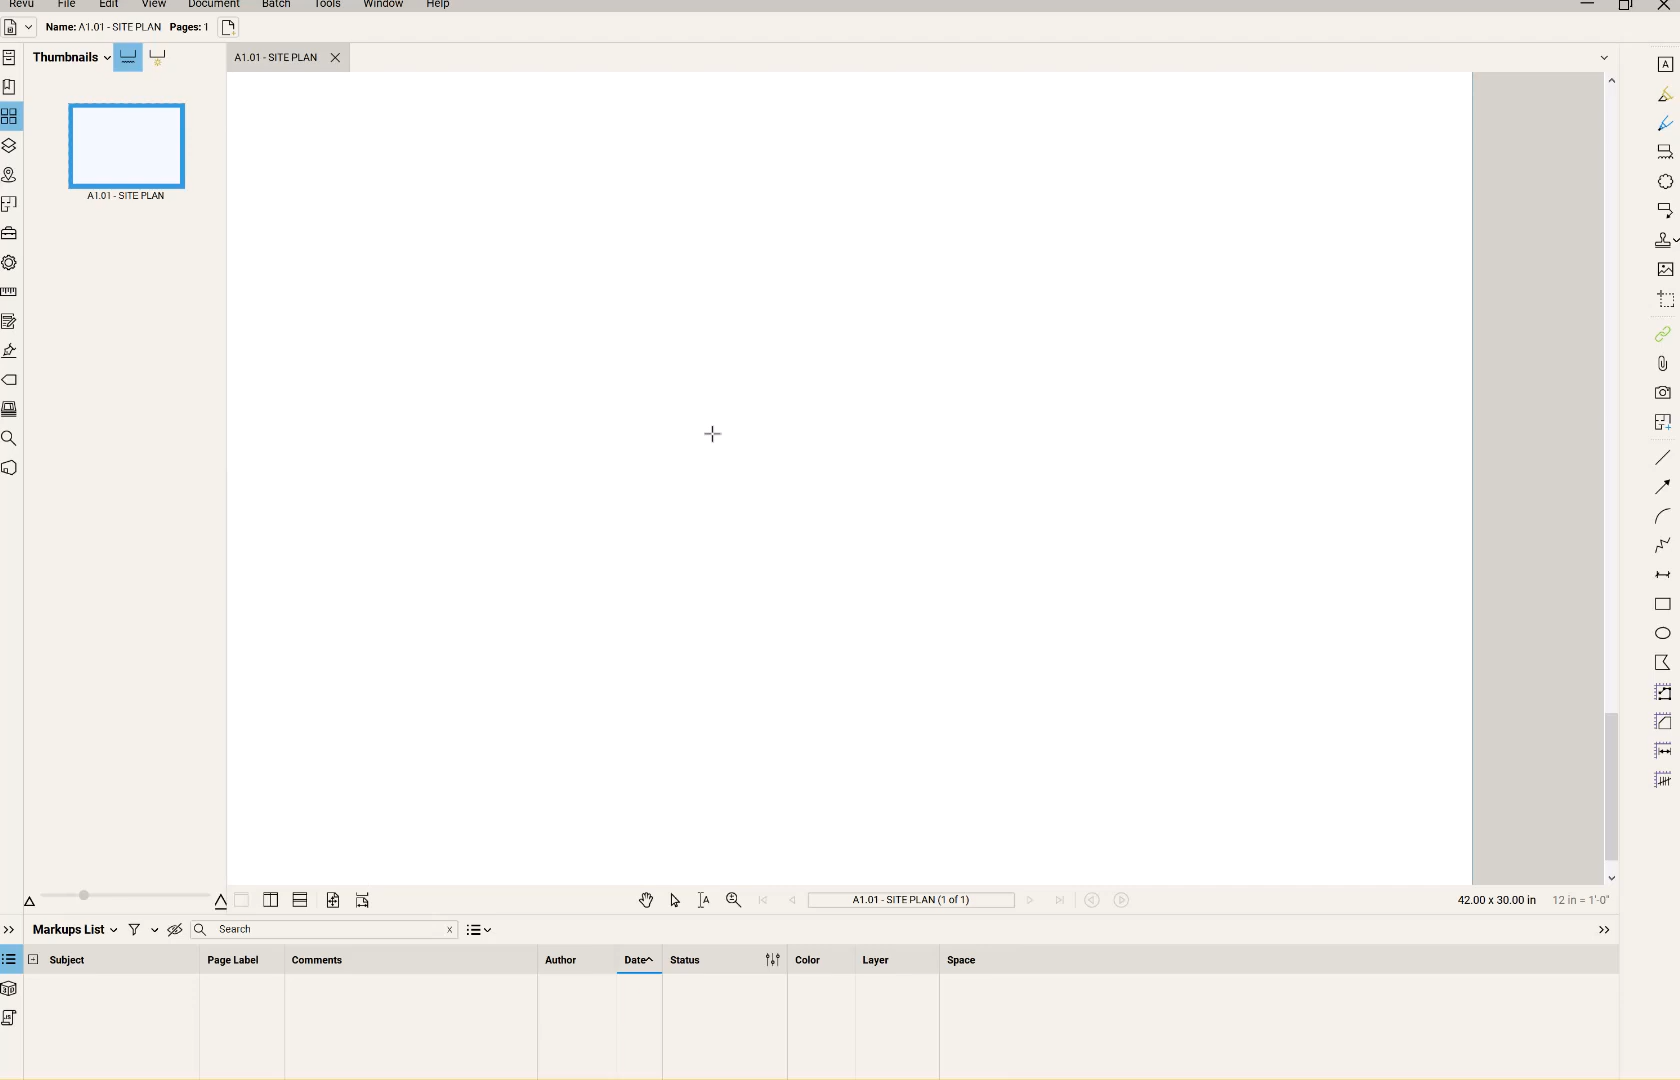 Revu File Edit View Document Batch Tools Window Help
Name: A1.01 - SITE PLAN Pages: 1
Thumbnails
A1.01 - SITE PLAN
A1.01 - SITE PLAN
A1.01 - SITE PLAN (1 of 1)
42.00 x 30.00 in 12 in = 1'-0"
Markups List Search x
Subject Page Label Comments Author Date Status Color Layer Space